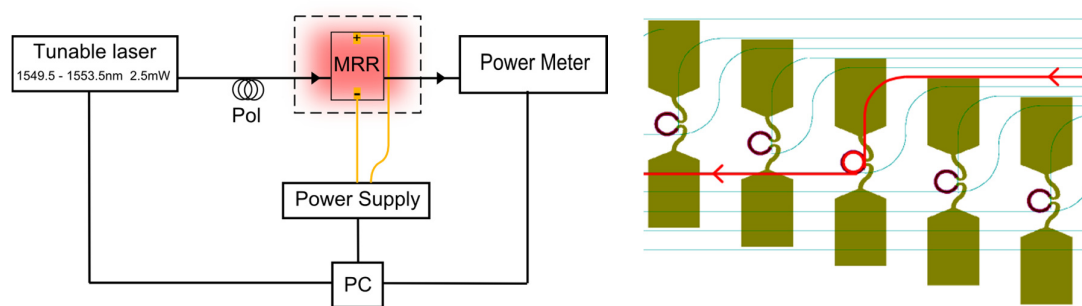 Tunable laser
1549.5 - 1553.5nm 2.5mW
Pol
+
MRR
-
Power Meter
Power Supply
PC